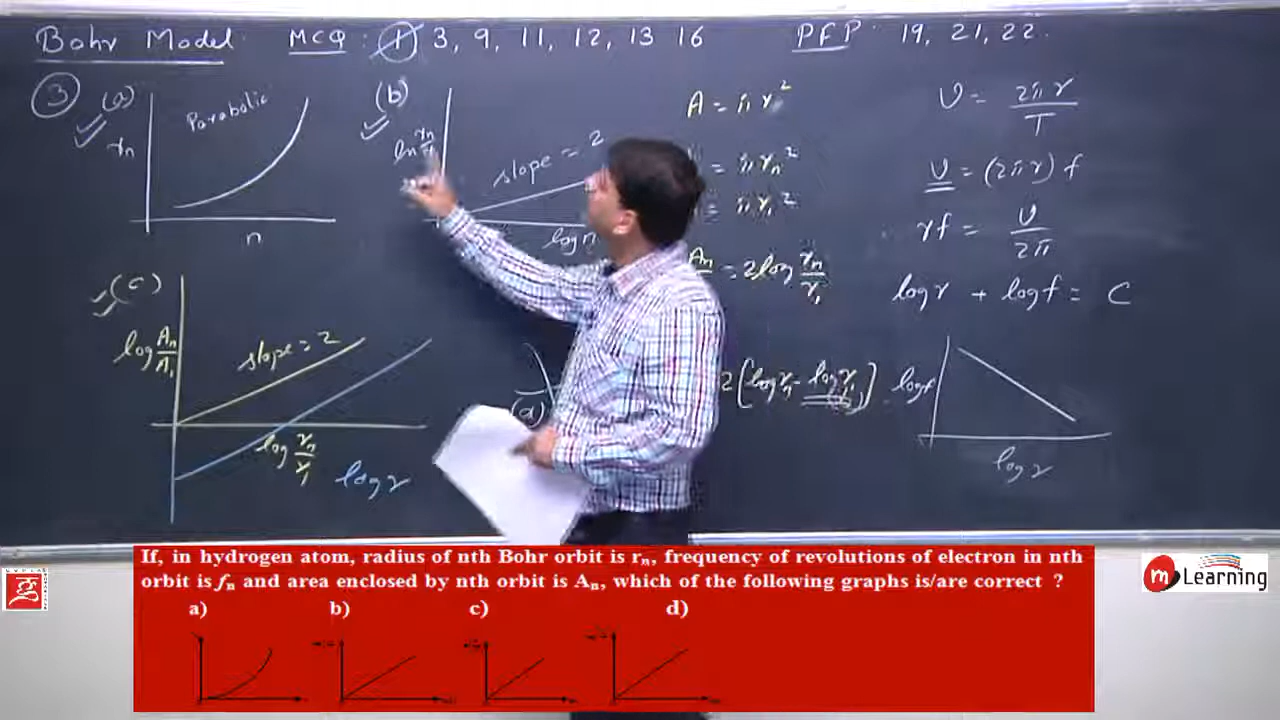 Bohr Model. MCQ : 1 3, 9, 11, 12, 13 16 PFP. 19, 21, 22.
3 (a) rn Parabolic n
(b) ln rn slope = 2 log n
A = πr²
= πrn²
= πr1²
An = 2log rn/r1
2[log rn - log r1]
υ = 2πr/T
υ = (2πr) f
rf = υ/2π
log r + log f = C
log f
log r
(c) log An/A1 slope = 2 log rn/r1 log r
(d)
If, in hydrogen atom, radius of nth Bohr orbit is rn, frequency of revolutions of electron in nth
orbit is fn and area enclosed by nth orbit is An, which of the following graphs is/are correct ?
a) b) c) d)
m Learning